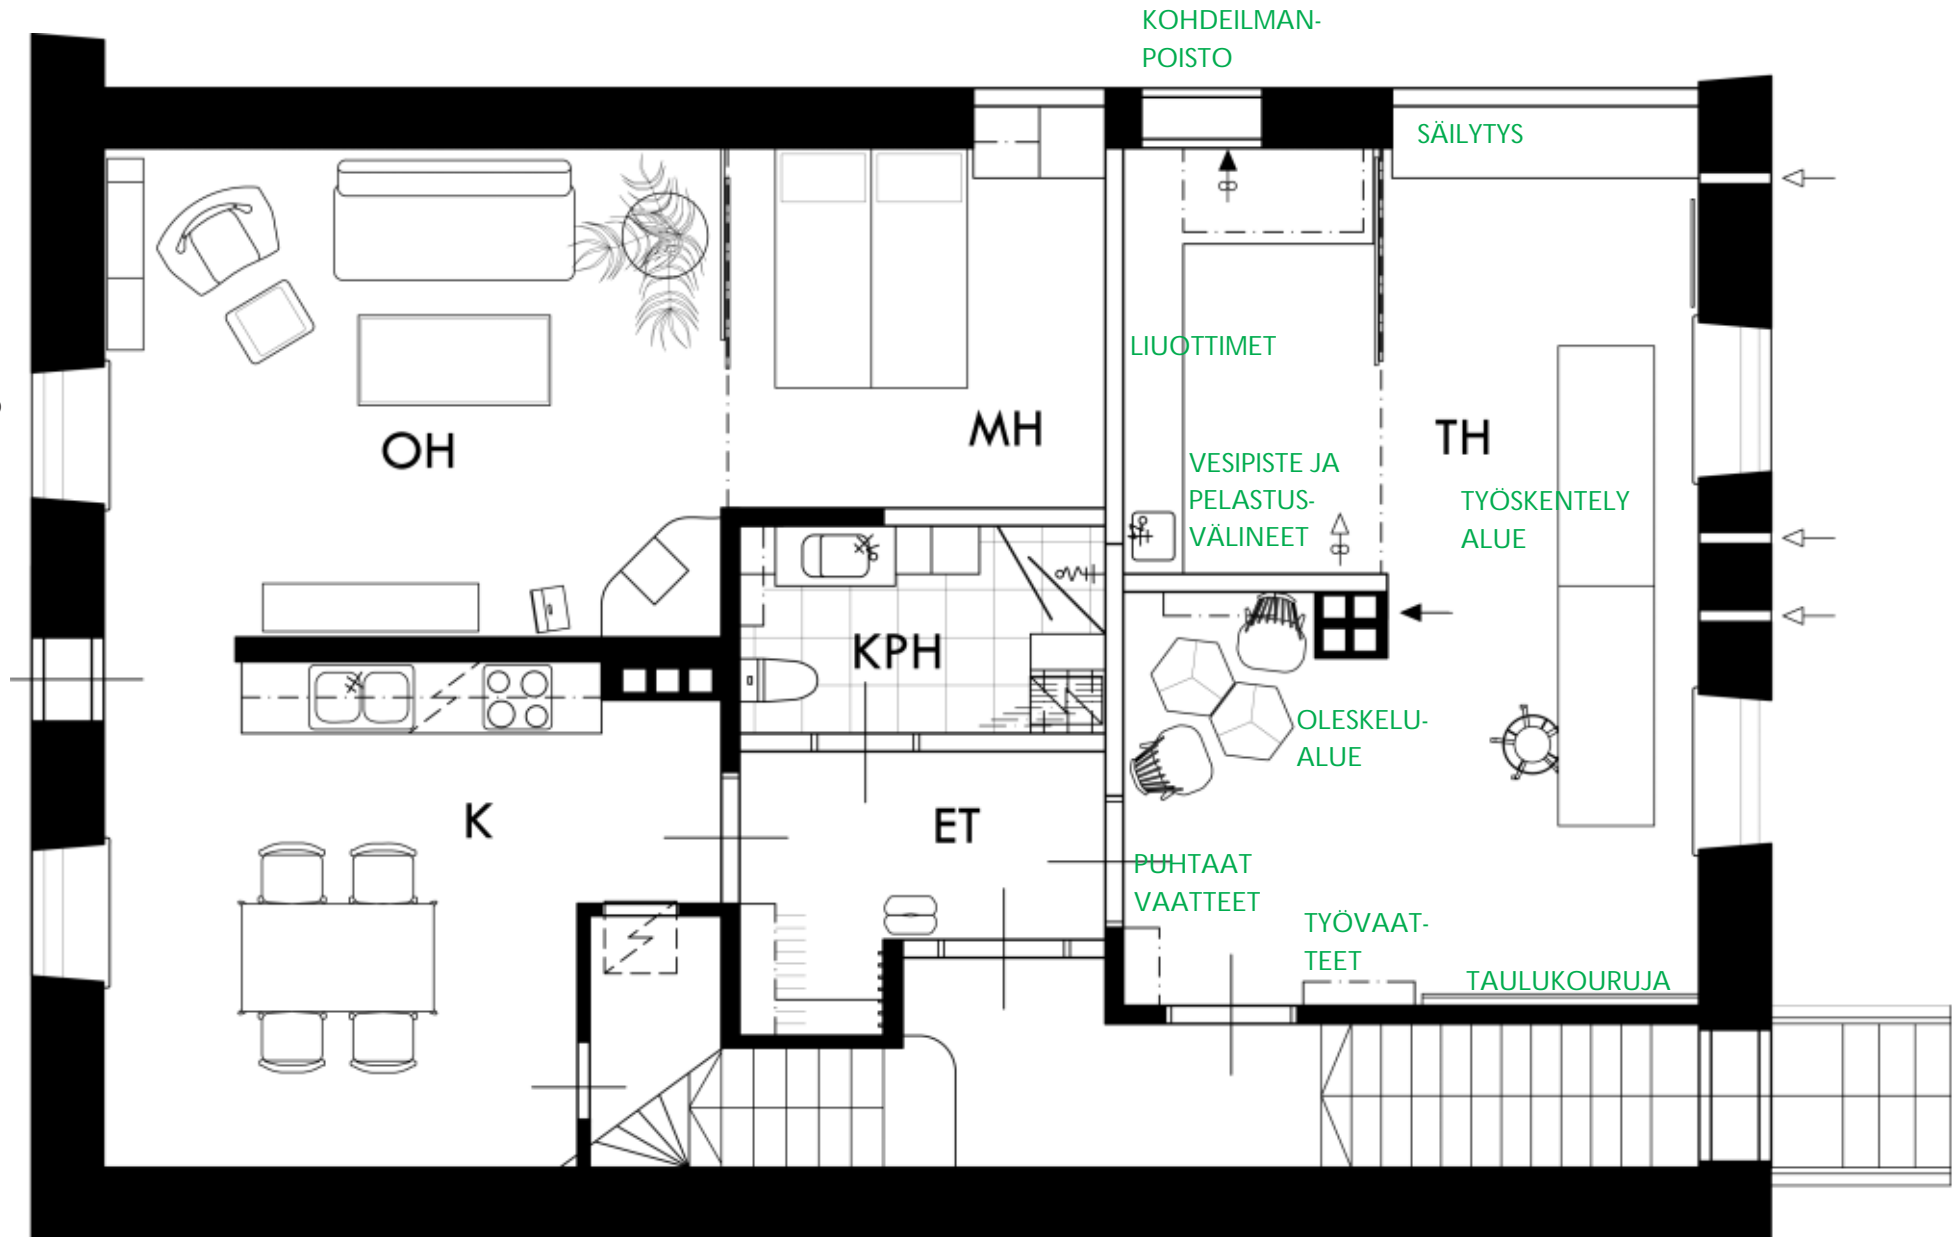 KOHDEILMAN-
POISTO
SÄILYTYS
LIUOTTIMET
OH
MH
TH
VESIPISTE JA
PELASTUS-
VÄLINEET
TYÖSKENTELY
ALUE
KPH
OLESKELU-
ALUE
K
ET
PUHTAAT
VAATTEET
TYÖVAAT-
TEET
TAULUKOURUJA